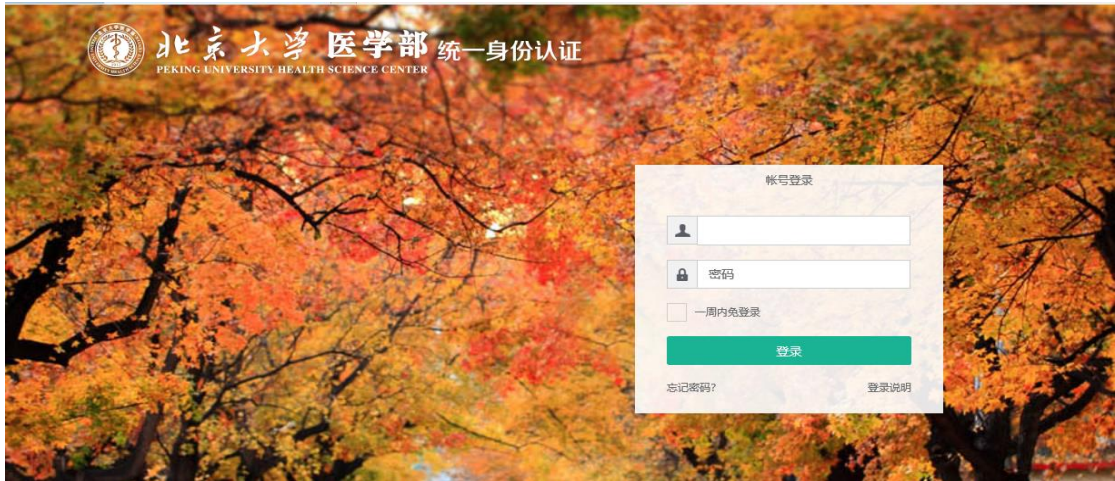 北京大学医学部 统一身份认证
PEKING UNIVERSITY HEALTH SCIENCE CENTER
帐号登录
密码
一周内免登录
登录
忘记密码? 登录说明